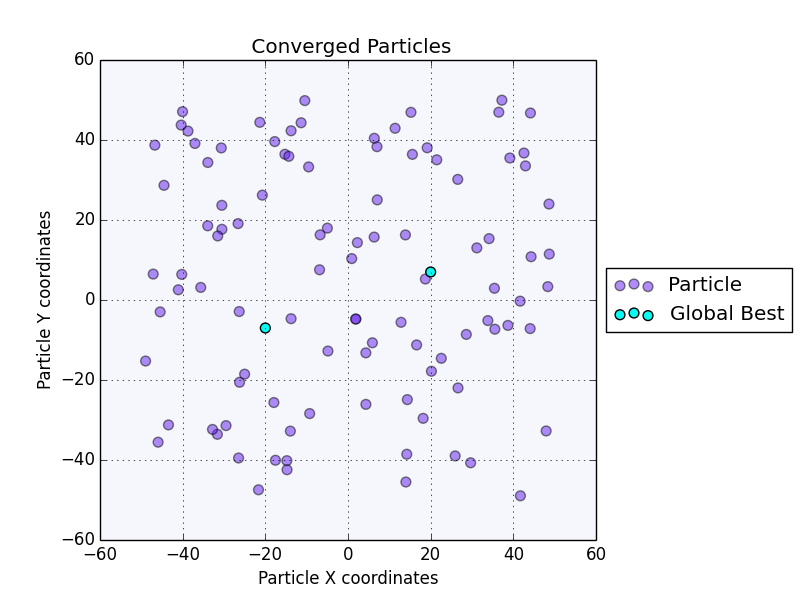 Converged Particles
60
40
20
0
−20
−40
−60
−60 −40 −20 0 20 40 60
Particle Y coordinates
Particle X coordinates
Particle
Global Best